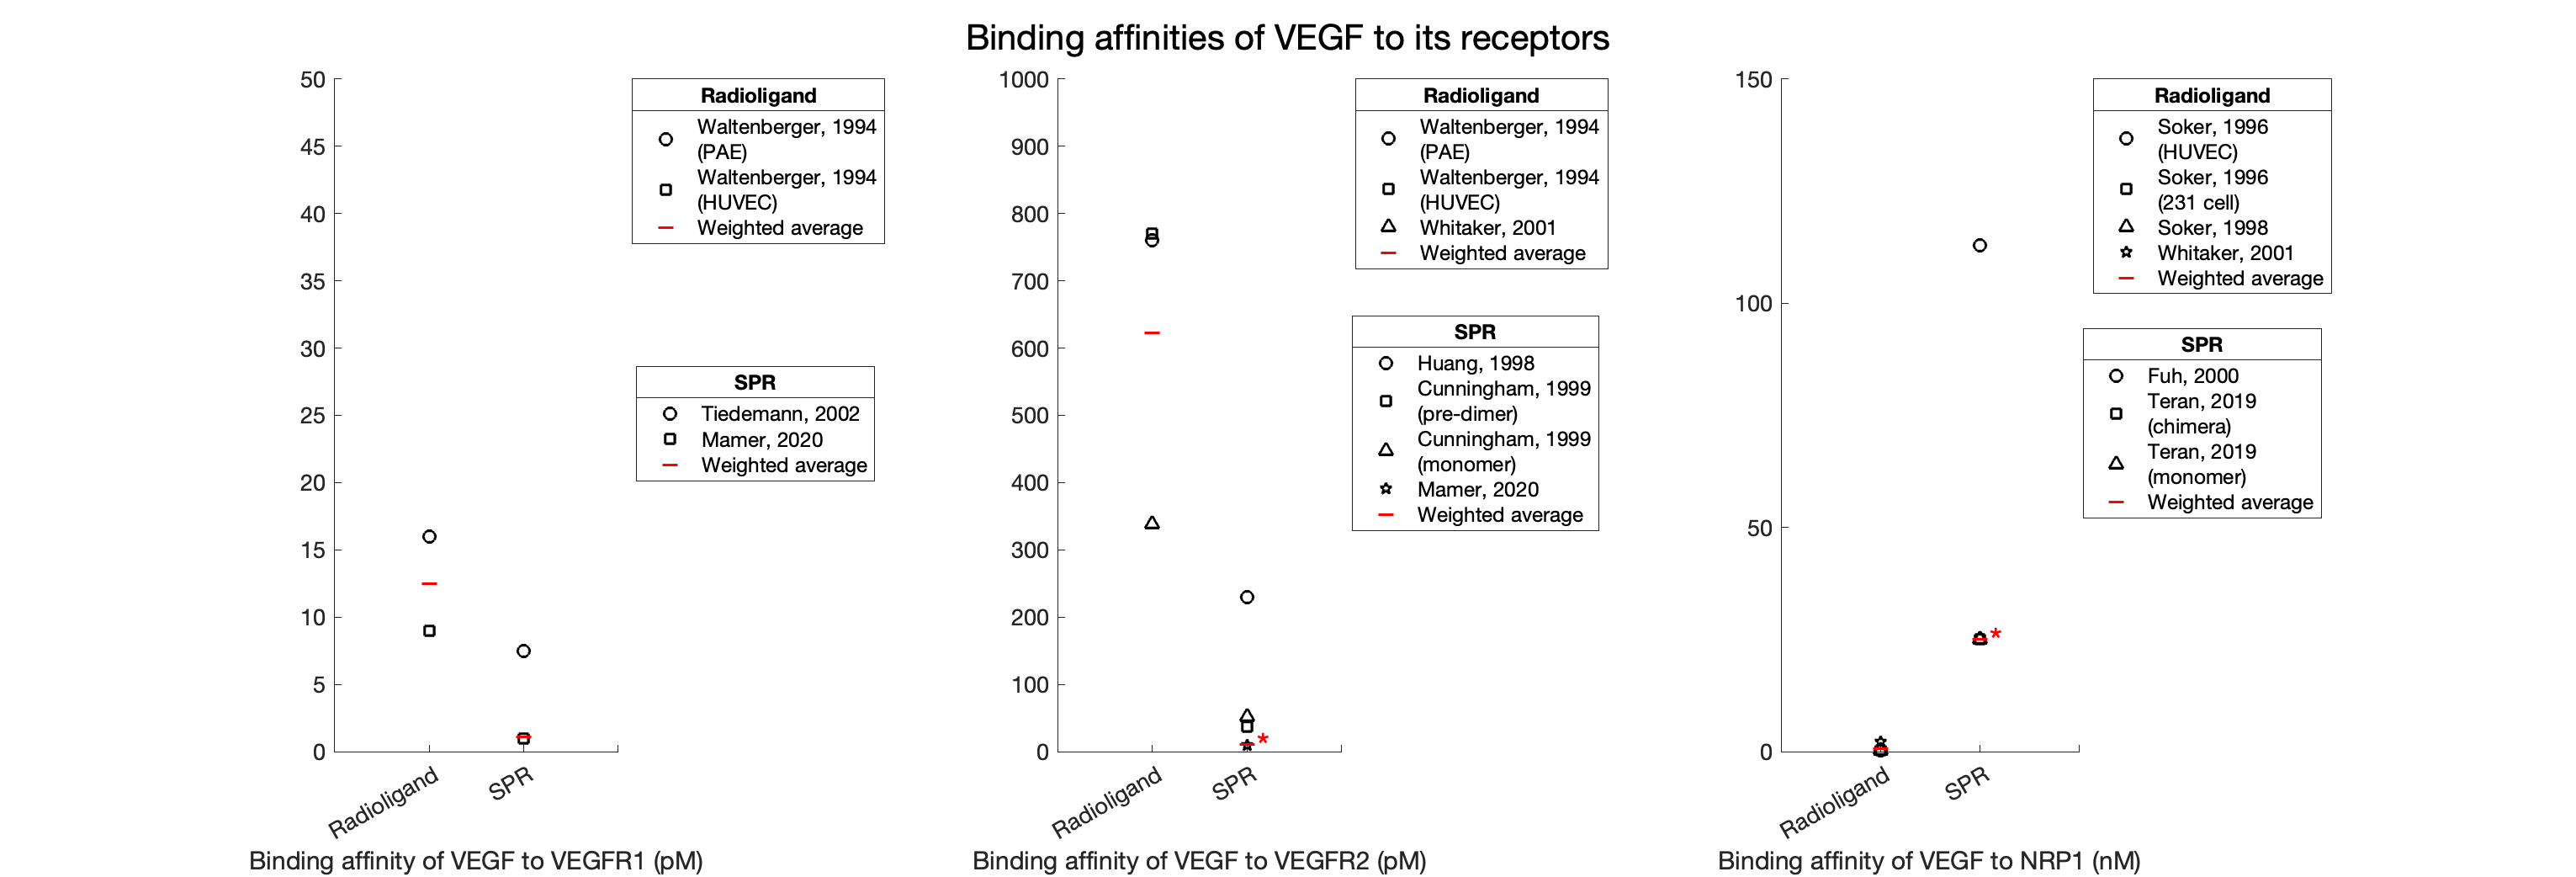 Binding affinities of VEGF to its receptors
50
45
40
35
30
25
20
15
10
5
0
Radioligand
SPR
Binding affinity of VEGF to VEGFR1 (pM)
Radioligand
Waltenberger, 1994
(PAE)
Waltenberger, 1994
(HUVEC)
Weighted average
SPR
Tiedemann, 2002
Mamer, 2020
Weighted average
1000
900
800
700
600
500
400
300
200
100
0
*
Radioligand
SPR
Binding affinity of VEGF to VEGFR2 (pM)
Radioligand
Waltenberger, 1994
(PAE)
Waltenberger, 1994
(HUVEC)
Whitaker, 2001
Weighted average
SPR
Huang, 1998
Cunningham, 1999
(pre-dimer)
Cunningham, 1999
(monomer)
Mamer, 2020
Weighted average
150
100
50
0
*
Radioligand
SPR
Binding affinity of VEGF to NRP1 (nM)
Radioligand
Soker, 1996
(HUVEC)
Soker, 1996
(231 cell)
Soker, 1998
Whitaker, 2001
Weighted average
SPR
Fuh, 2000
Teran, 2019
(chimera)
Teran, 2019
(monomer)
Weighted average